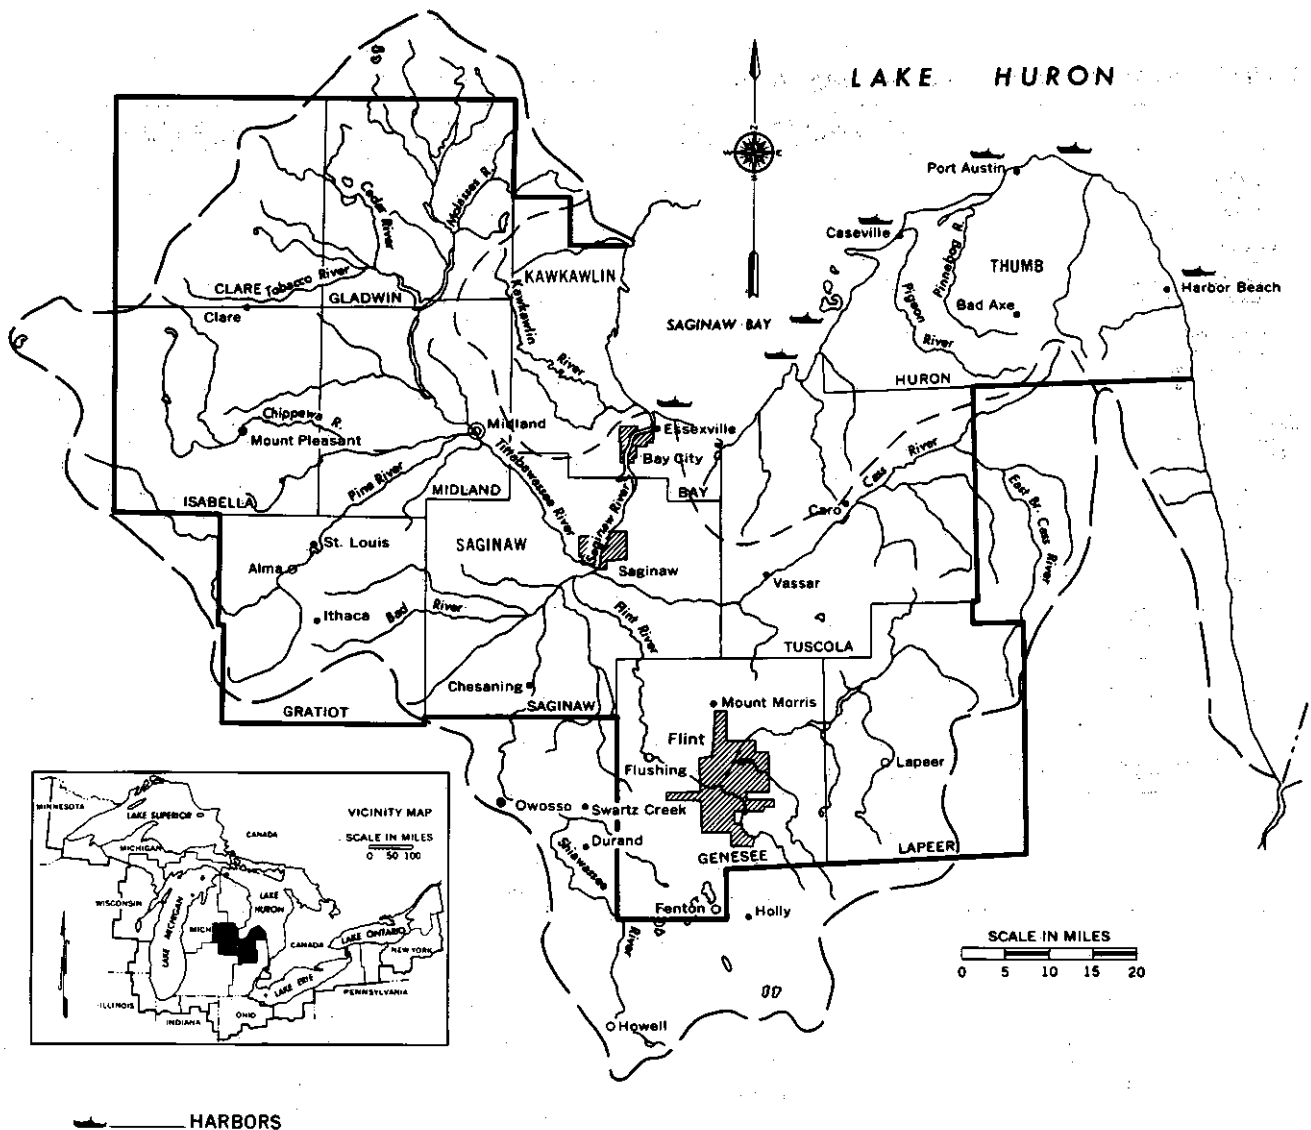 LAKE HURON
N
W E
S
Port Austin
Caseville
Pinnebog R.
THUMB
Harbor Beach
Bad Axe
Pigeon River
HURON
SAGINAW BAY
Cedar River
Molasses R.
KAWKAWLIN
Kawkawlin River
CLARE
Tobacco River
GLADWIN
Clare
Chippewa R.
Mount Pleasant
Midland
Essexville
Bay City
BAY
Tittabawassee River
Pine River
MIDLAND
ISABELLA
Cass River
Caro
East Br. Cass River
St. Louis
Alma
SAGINAW
Saginaw River
Saginaw
Vassar
Ithaca
Bad River
Flint River
TUSCOLA
Chesaning
SAGINAW
GRATIOT
Mount Morris
Flint
Flushing
Lapeer
Owosso
Swartz Creek
Durand
Shiawassee River
GENESEE
LAPEER
Fenton
Holly
Howell
SCALE IN MILES
0 5 10 15 20
VICINITY MAP
SCALE IN MILES
0 50 100
MINNESOTA
LAKE SUPERIOR
CANADA
MICHIGAN
WISCONSIN
LAKE MICHIGAN
LAKE HURON
MICH
CANADA
LAKE ONTARIO
NEW YORK
LAKE ERIE
PENNSYLVANIA
ILLINOIS
INDIANA
OHIO
HARBORS